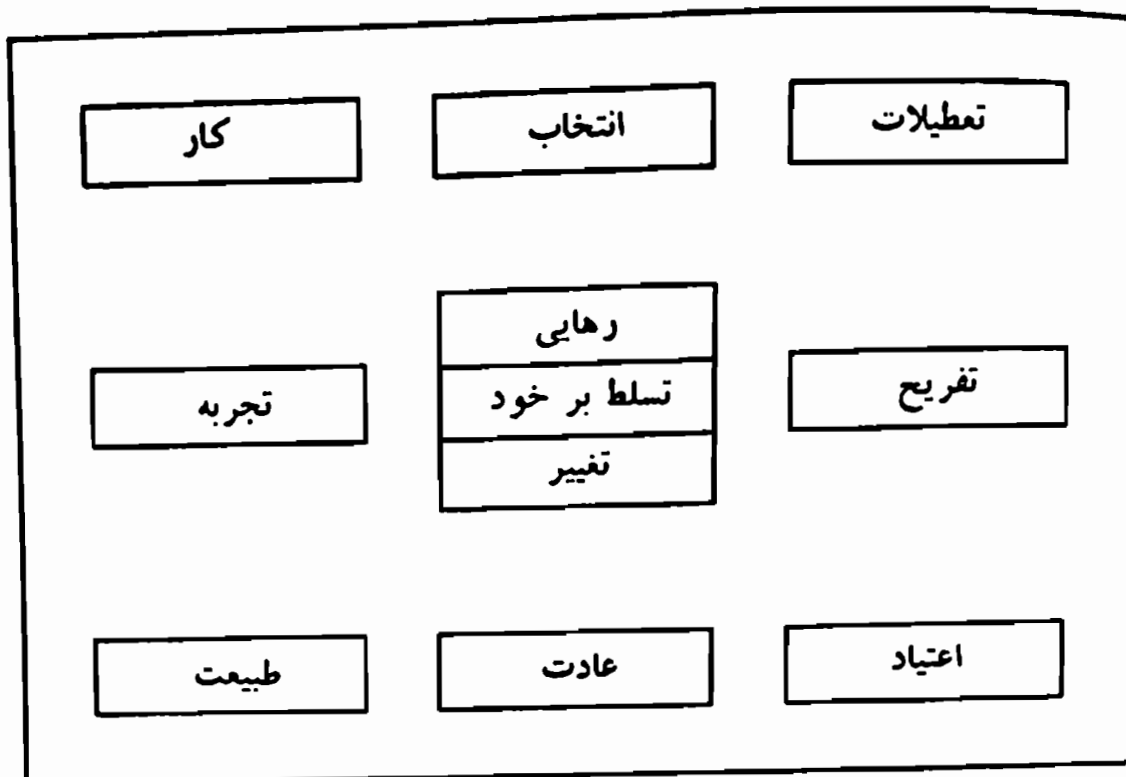 تعطیلات
انتخاب
کار
رهایی
تفریح
تسلط بر خود
تجربه
تغییر
اعتیاد
عادت
طبیعت